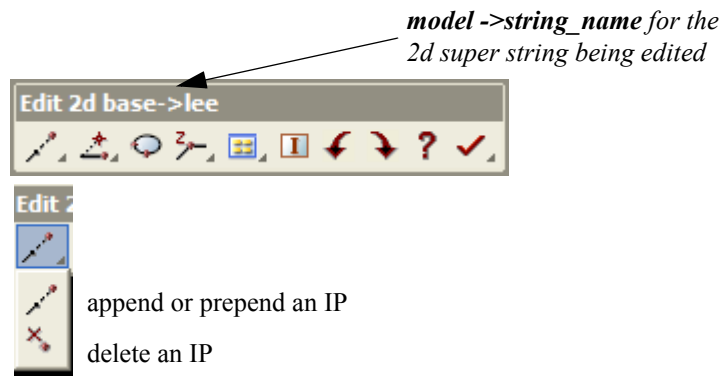 model ->string_name for the
2d super string being edited
Edit 2d base->lee
Z
I
?
Edit 2
append or prepend an IP
delete an IP